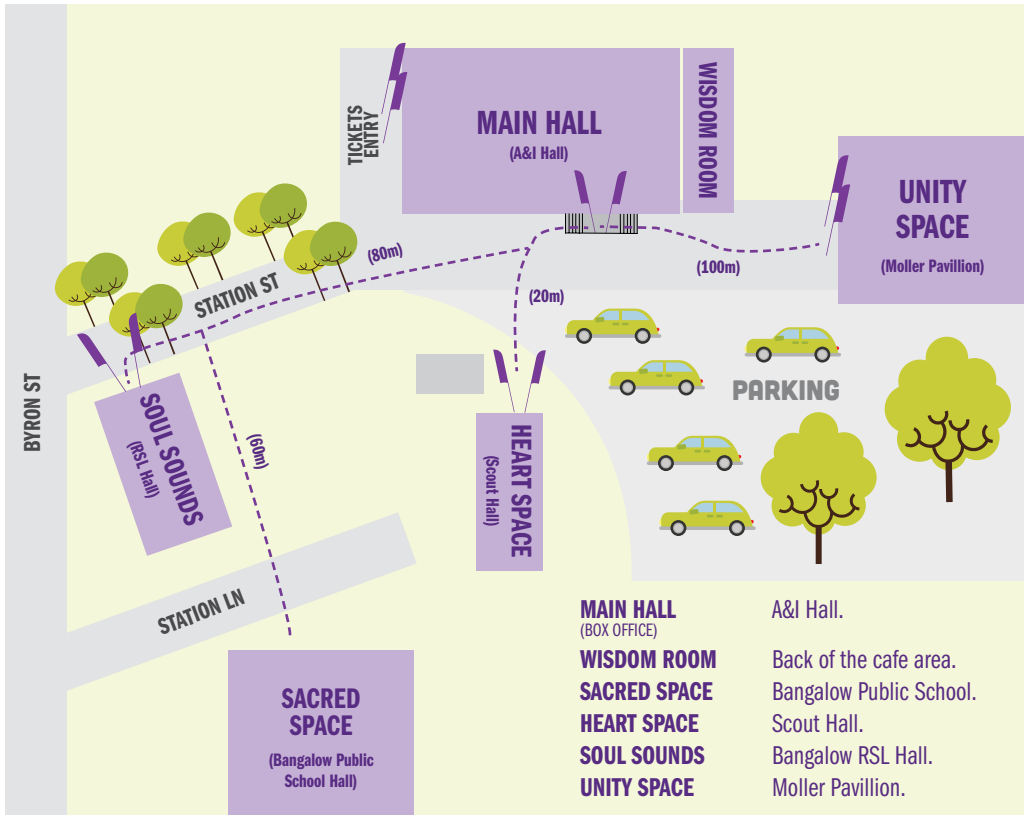 TICKETS
ENTRY
MAIN HALL
(A&I Hall)
WISDOM ROOM
UNITY
SPACE
(Moller Pavillion)
(80m)
(100m)
STATION ST
(20m)
PARKING
BYRON ST
SOUL SOUNDS
(RSL Hall)
(60m)
HEART SPACE
(Scout Hall)
STATION LN
SACRED
SPACE
(Bangalow Public
School Hall)
MAIN HALL A&I Hall.
(BOX OFFICE)
WISDOM ROOM Back of the cafe area.
SACRED SPACE Bangalow Public School.
HEART SPACE Scout Hall.
SOUL SOUNDS Bangalow RSL Hall.
UNITY SPACE Moller Pavillion.